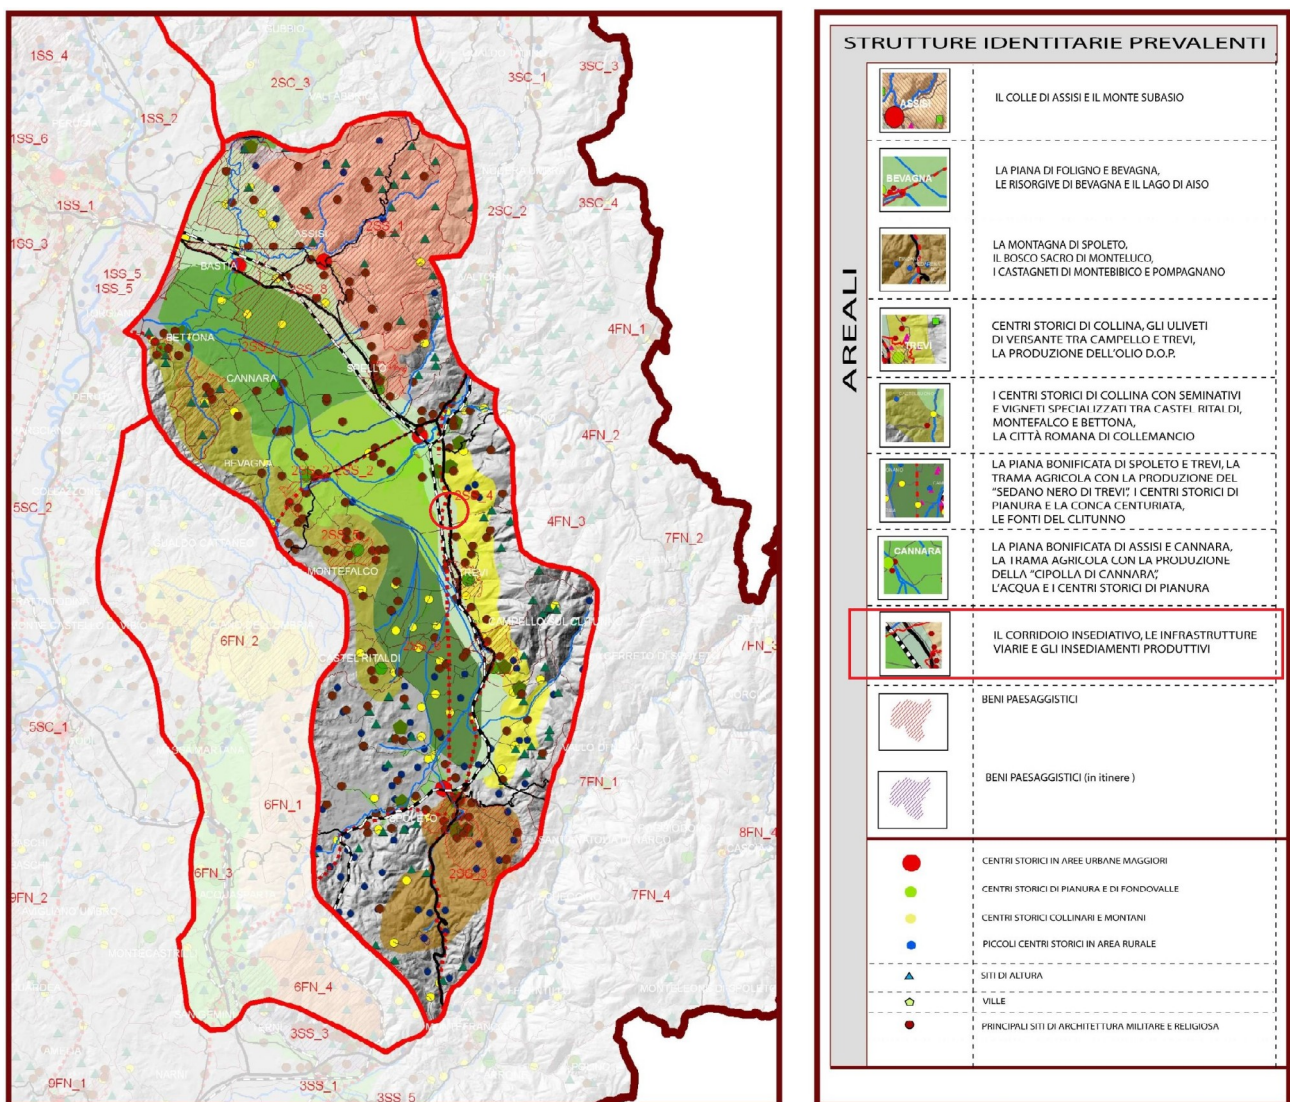 1SS_4
GUBBIO
2SC_3
3SC_3
3SC_1
1SS_2
1SS_6
2SC_2
3SC_4
1SS_1
1SS_3
ASSISI
BASTIA
1SS_5
1SS_5
4FN_1
BETTONA
CANNARA
SPELLO
4FN_2
BEVAGNA
2SC_4
5SC_2
4FN_3
7FN_2
MONTEFALCO
TREVI
6FN_2
7FN_3
CASTEL RITALDI
5SC_1
7FN_1
6FN_1
SPOLETO
8FN_4
6FN_3
2SC_3
7FN_4
9FN_2
6FN_4
3SS_3
9FN_1
3SS_1
3SS_5
STRUTTURE IDENTITARIE PREVALENTI
AREALI
ASSISI
IL COLLE DI ASSISI E IL MONTE SUBASIO
BEVAGNA
LA PIANA DI FOLIGNO E BEVAGNA,
LE RISORGIVE DI BEVAGNA E IL LAGO DI AISO
LA MONTAGNA DI SPOLETO,
IL BOSCO SACRO DI MONTELUCO,
I CASTAGNETI DI MONTEBIBICO E POMPAGNANO
TREVI
CENTRI STORICI DI COLLINA, GLI ULIVETI
DI VERSANTE TRA CAMPELLO E TREVI,
LA PRODUZIONE DELL'OLIO D.O.P.
I CENTRI STORICI DI COLLINA CON SEMINATIVI
E VIGNETI SPECIALIZZATI TRA CASTEL RITALDI,
MONTEFALCO E BETTONA,
LA CITTÀ ROMANA DI COLLEMANCIO
LA PIANA BONIFICATA DI SPOLETO E TREVI, LA
TRAMA AGRICOLA CON LA PRODUZIONE DEL
"SEDANO NERO DI TREVI", I CENTRI STORICI DI
PIANURA E LA CONCA CENTURIATA,
LE FONTI DEL CLITUNNO
CANNARA
LA PIANA BONIFICATA DI ASSISI E CANNARA,
LA TRAMA AGRICOLA CON LA PRODUZIONE
DELLA "CIPOLLA DI CANNARA",
L'ACQUA E I CENTRI STORICI DI PIANURA
IL CORRIDOIO INSEDIATIVO, LE INFRASTRUTTURE
VIARIE E GLI INSEDIAMENTI PRODUTTIVI
BENI PAESAGGISTICI
BENI PAESAGGISTICI (in itinere )
CENTRI STORICI IN AREE URBANE MAGGIORI
CENTRI STORICI DI PIANURA E DI FONDOVALLE
CENTRI STORICI COLLINARI E MONTANI
PICCOLI CENTRI STORICI IN AREA RURALE
SITI DI ALTURA
VILLE
PRINCIPALI SITI DI ARCHITETTURA MILITARE E RELIGIOSA